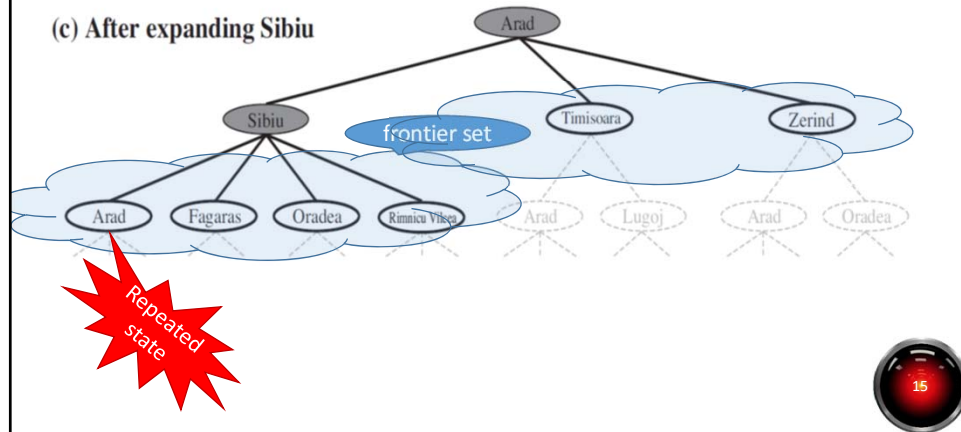 (c) After expanding Sibiu
Arad
Sibiu
frontier set
Timisoara
Zerind
Arad
Fagaras
Oradea
Rimnicu Vilcea
Arad
Lugoj
Arad
Oradea
Repeated
state
15